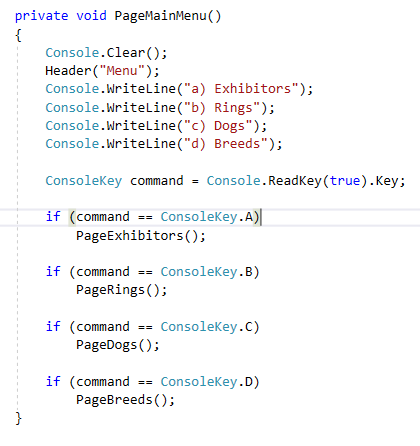 private void PageMainMenu()
{
Console.Clear();
Header("Menu");
Console.WriteLine("a) Exhibitors");
Console.WriteLine("b) Rings");
Console.WriteLine("c) Dogs");
Console.WriteLine("d) Breeds");
ConsoleKey command = Console.ReadKey(true).Key;
if (command == ConsoleKey.A)
PageExhibitors();
if (command == ConsoleKey.B)
PageRings();
if (command == ConsoleKey.C)
PageDogs();
if (command == ConsoleKey.D)
PageBreeds();
}